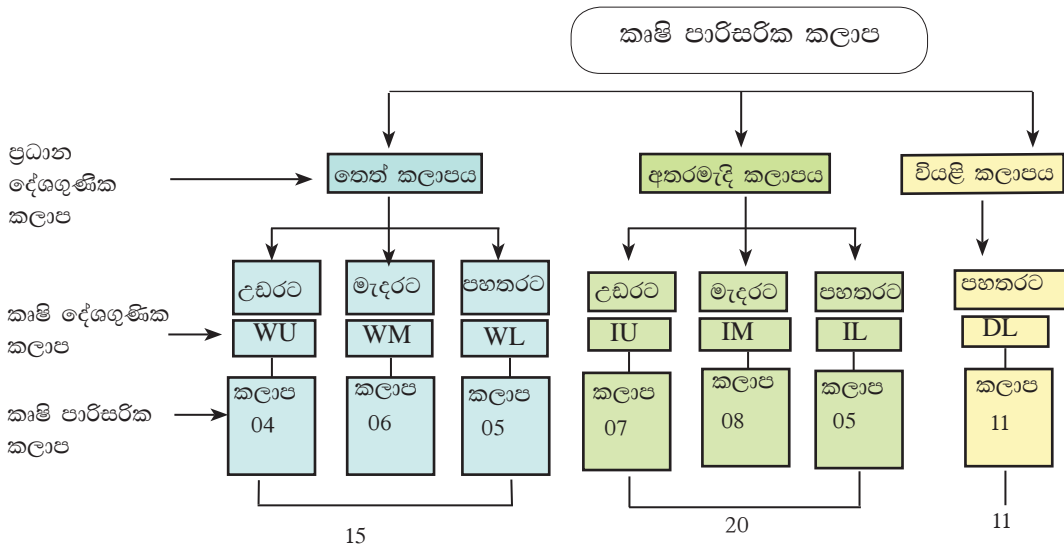 කෘෂි පාරිසරික කලාප
ප්‍රධාන
දේශගුණික
කලාප
තෙත් කලාපය
අතරමැදි කලාපය
වියළි කලාපය
උඩරට
මැදරට
පහතරට
උඩරට
මැදරට
පහතරට
පහතරට
කෘෂි දේශගුණික
කලාප
WU
WM
WL
IU
IM
IL
DL
කෘෂි පාරිසරික
කලාප
කලාප
04
කලාප
06
කලාප
05
කලාප
07
කලාප
08
කලාප
05
කලාප
11
15
20
11